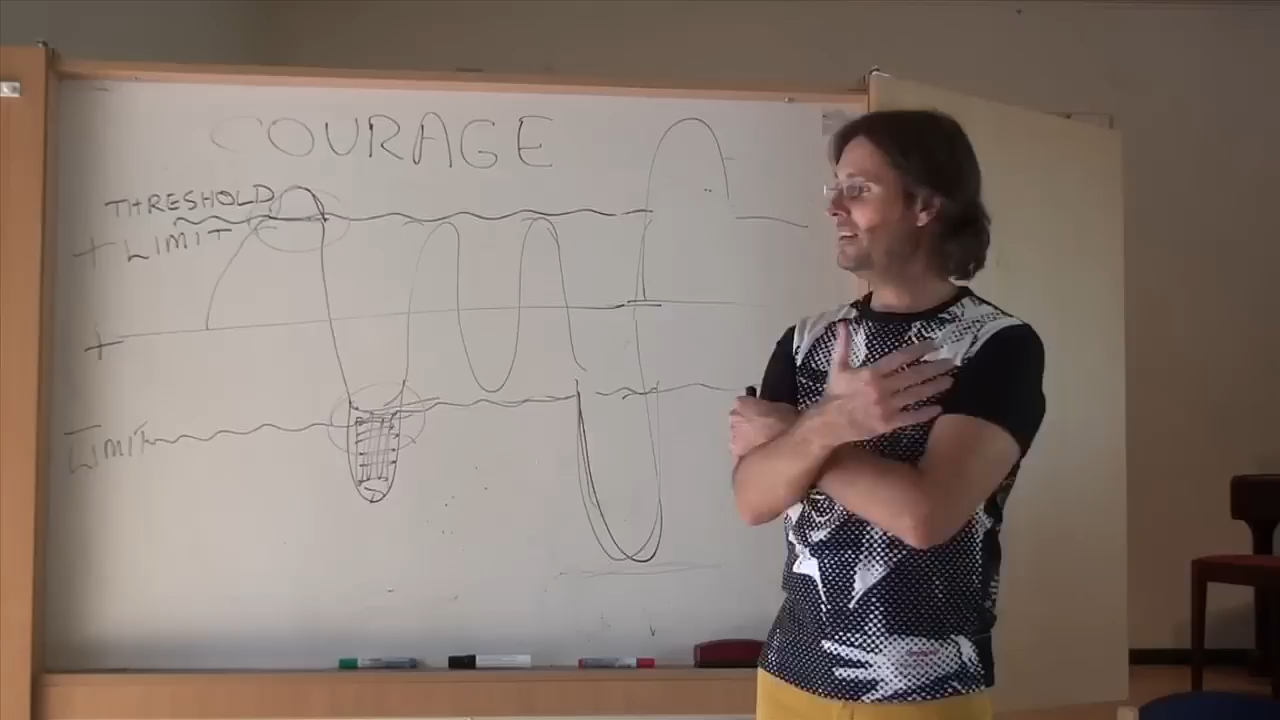 COURAGE
THRESHOLD
+ LIMIT
+
LIMIT